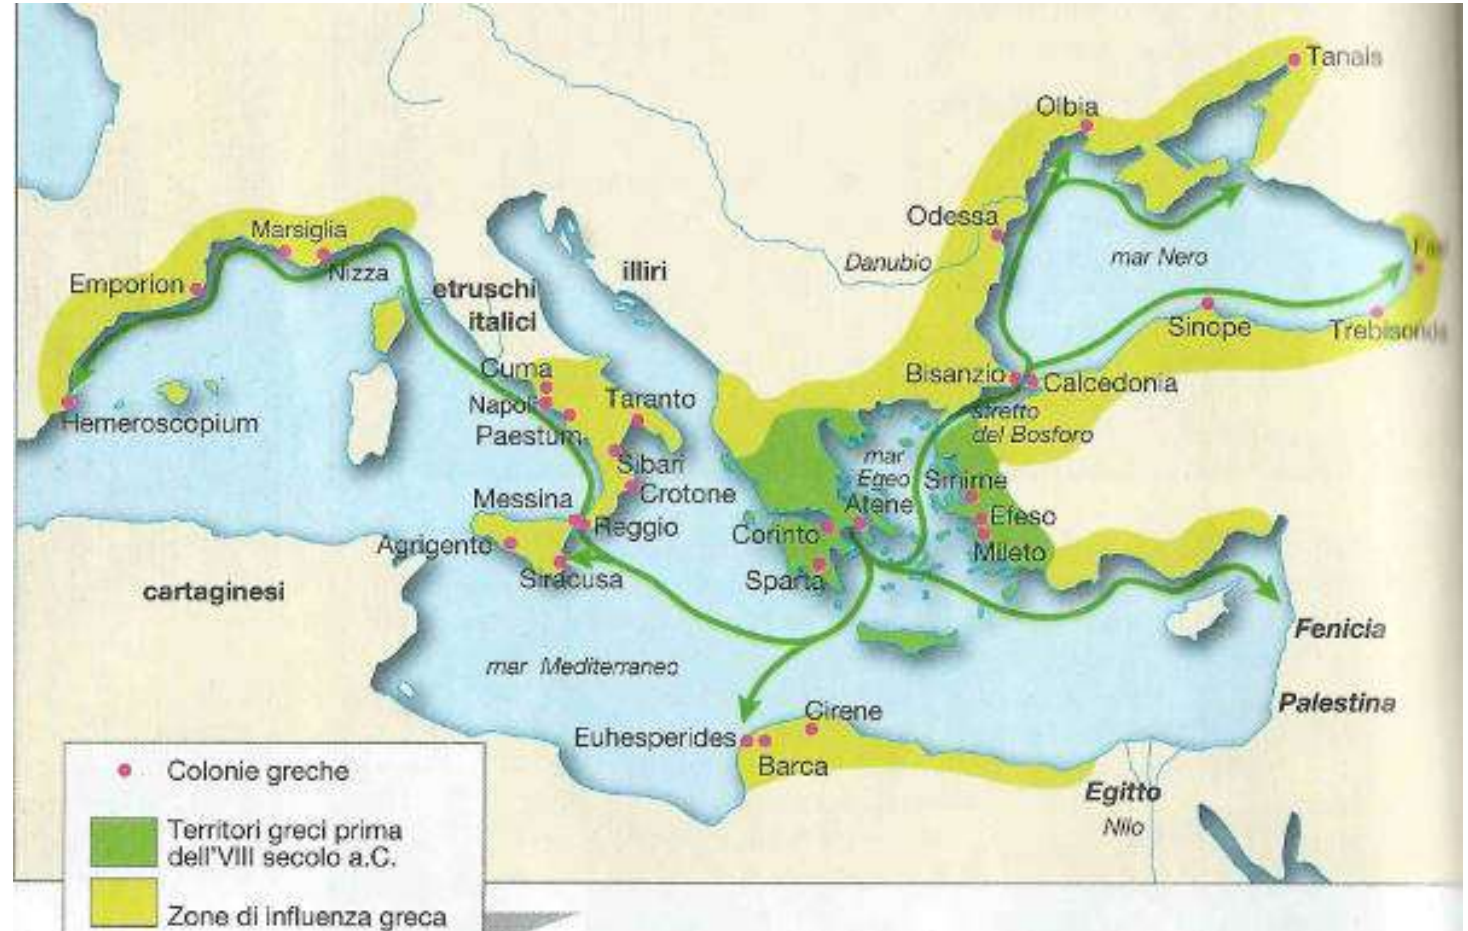 Tanais
Olbia
Odessa
Danubio
mar Nero
Marsiglia
Nizza
Emporion
etruschi
italici
illiri
Sinope
Trebisonda
Bisanzio
Calcedonia
stretto
del Bosforo
Cuma
Napoli
Paestum
Taranto
Hemeroscopium
Sibari
Crotone
mar
Egeo
Smirne
Messina
Reggio
Atene
Efeso
Corinto
Mileto
Agrigento
Siracusa
Sparta
cartaginesi
Fenicia
mar Mediterraneo
Palestina
Cirene
Euhesperides
Barca
Egitto
Nilo
Colonie greche
Territori greci prima
dell'VIII secolo a.C.
Zone di influenza greca